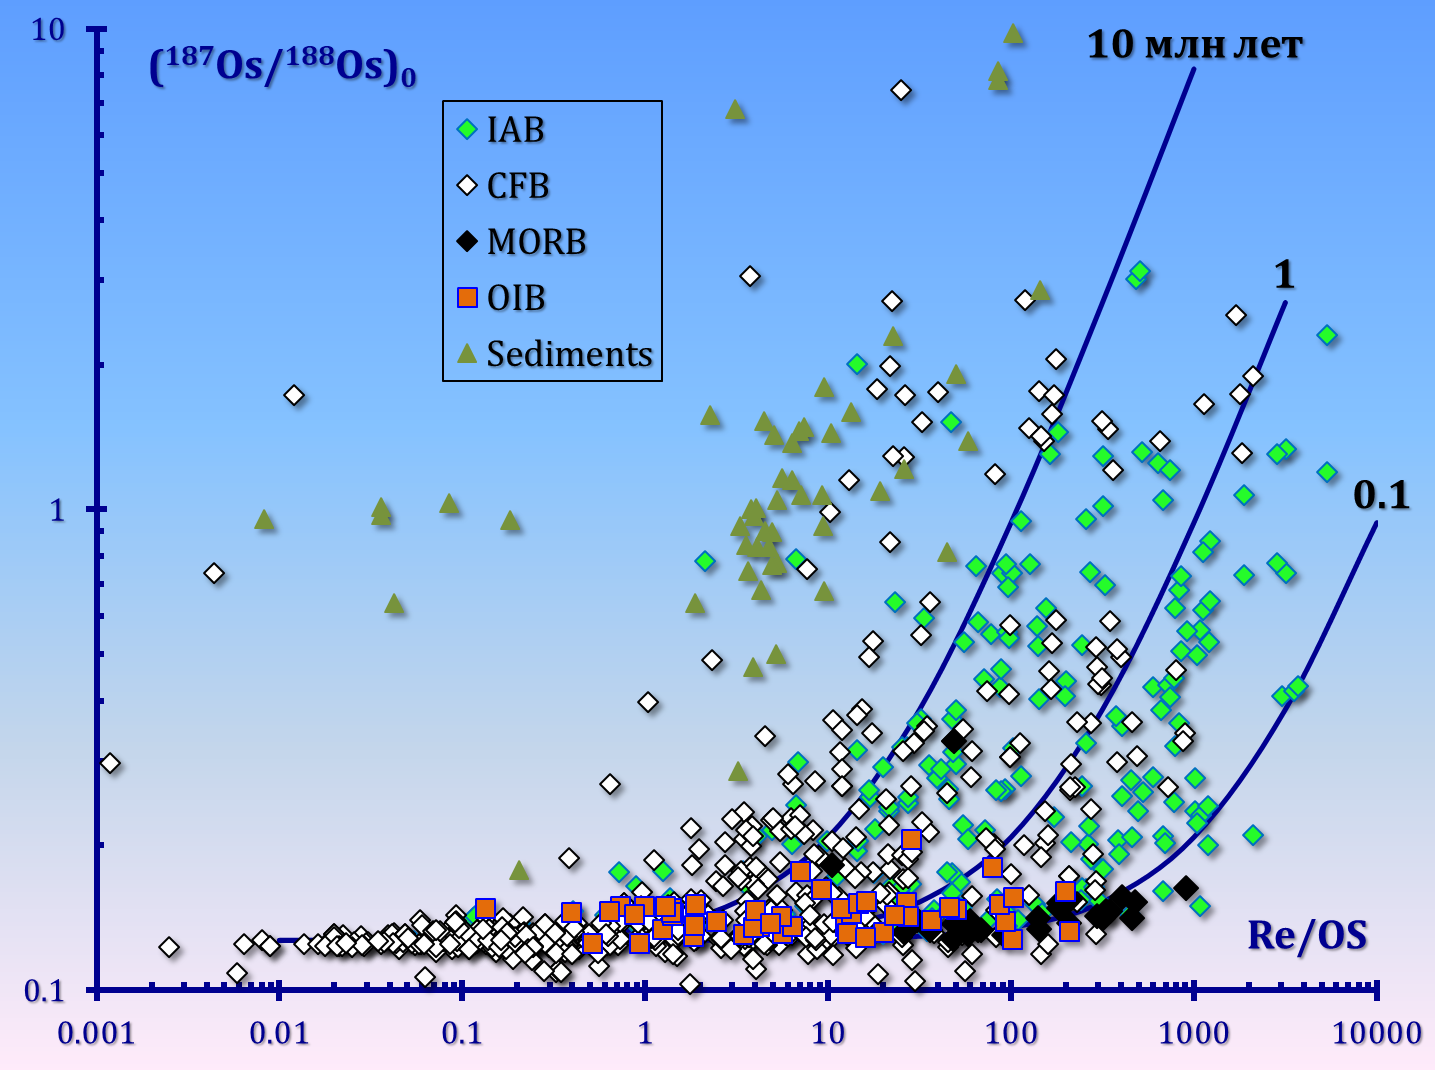 10
(¹⁸⁷Os/¹⁸⁸Os)₀
10 млн лет
IAB
CFB
MORB
OIB
Sediments
1
0.1
1
0.1
Re/OS
0.001 0.01 0.1 1 10 100 1000 10000